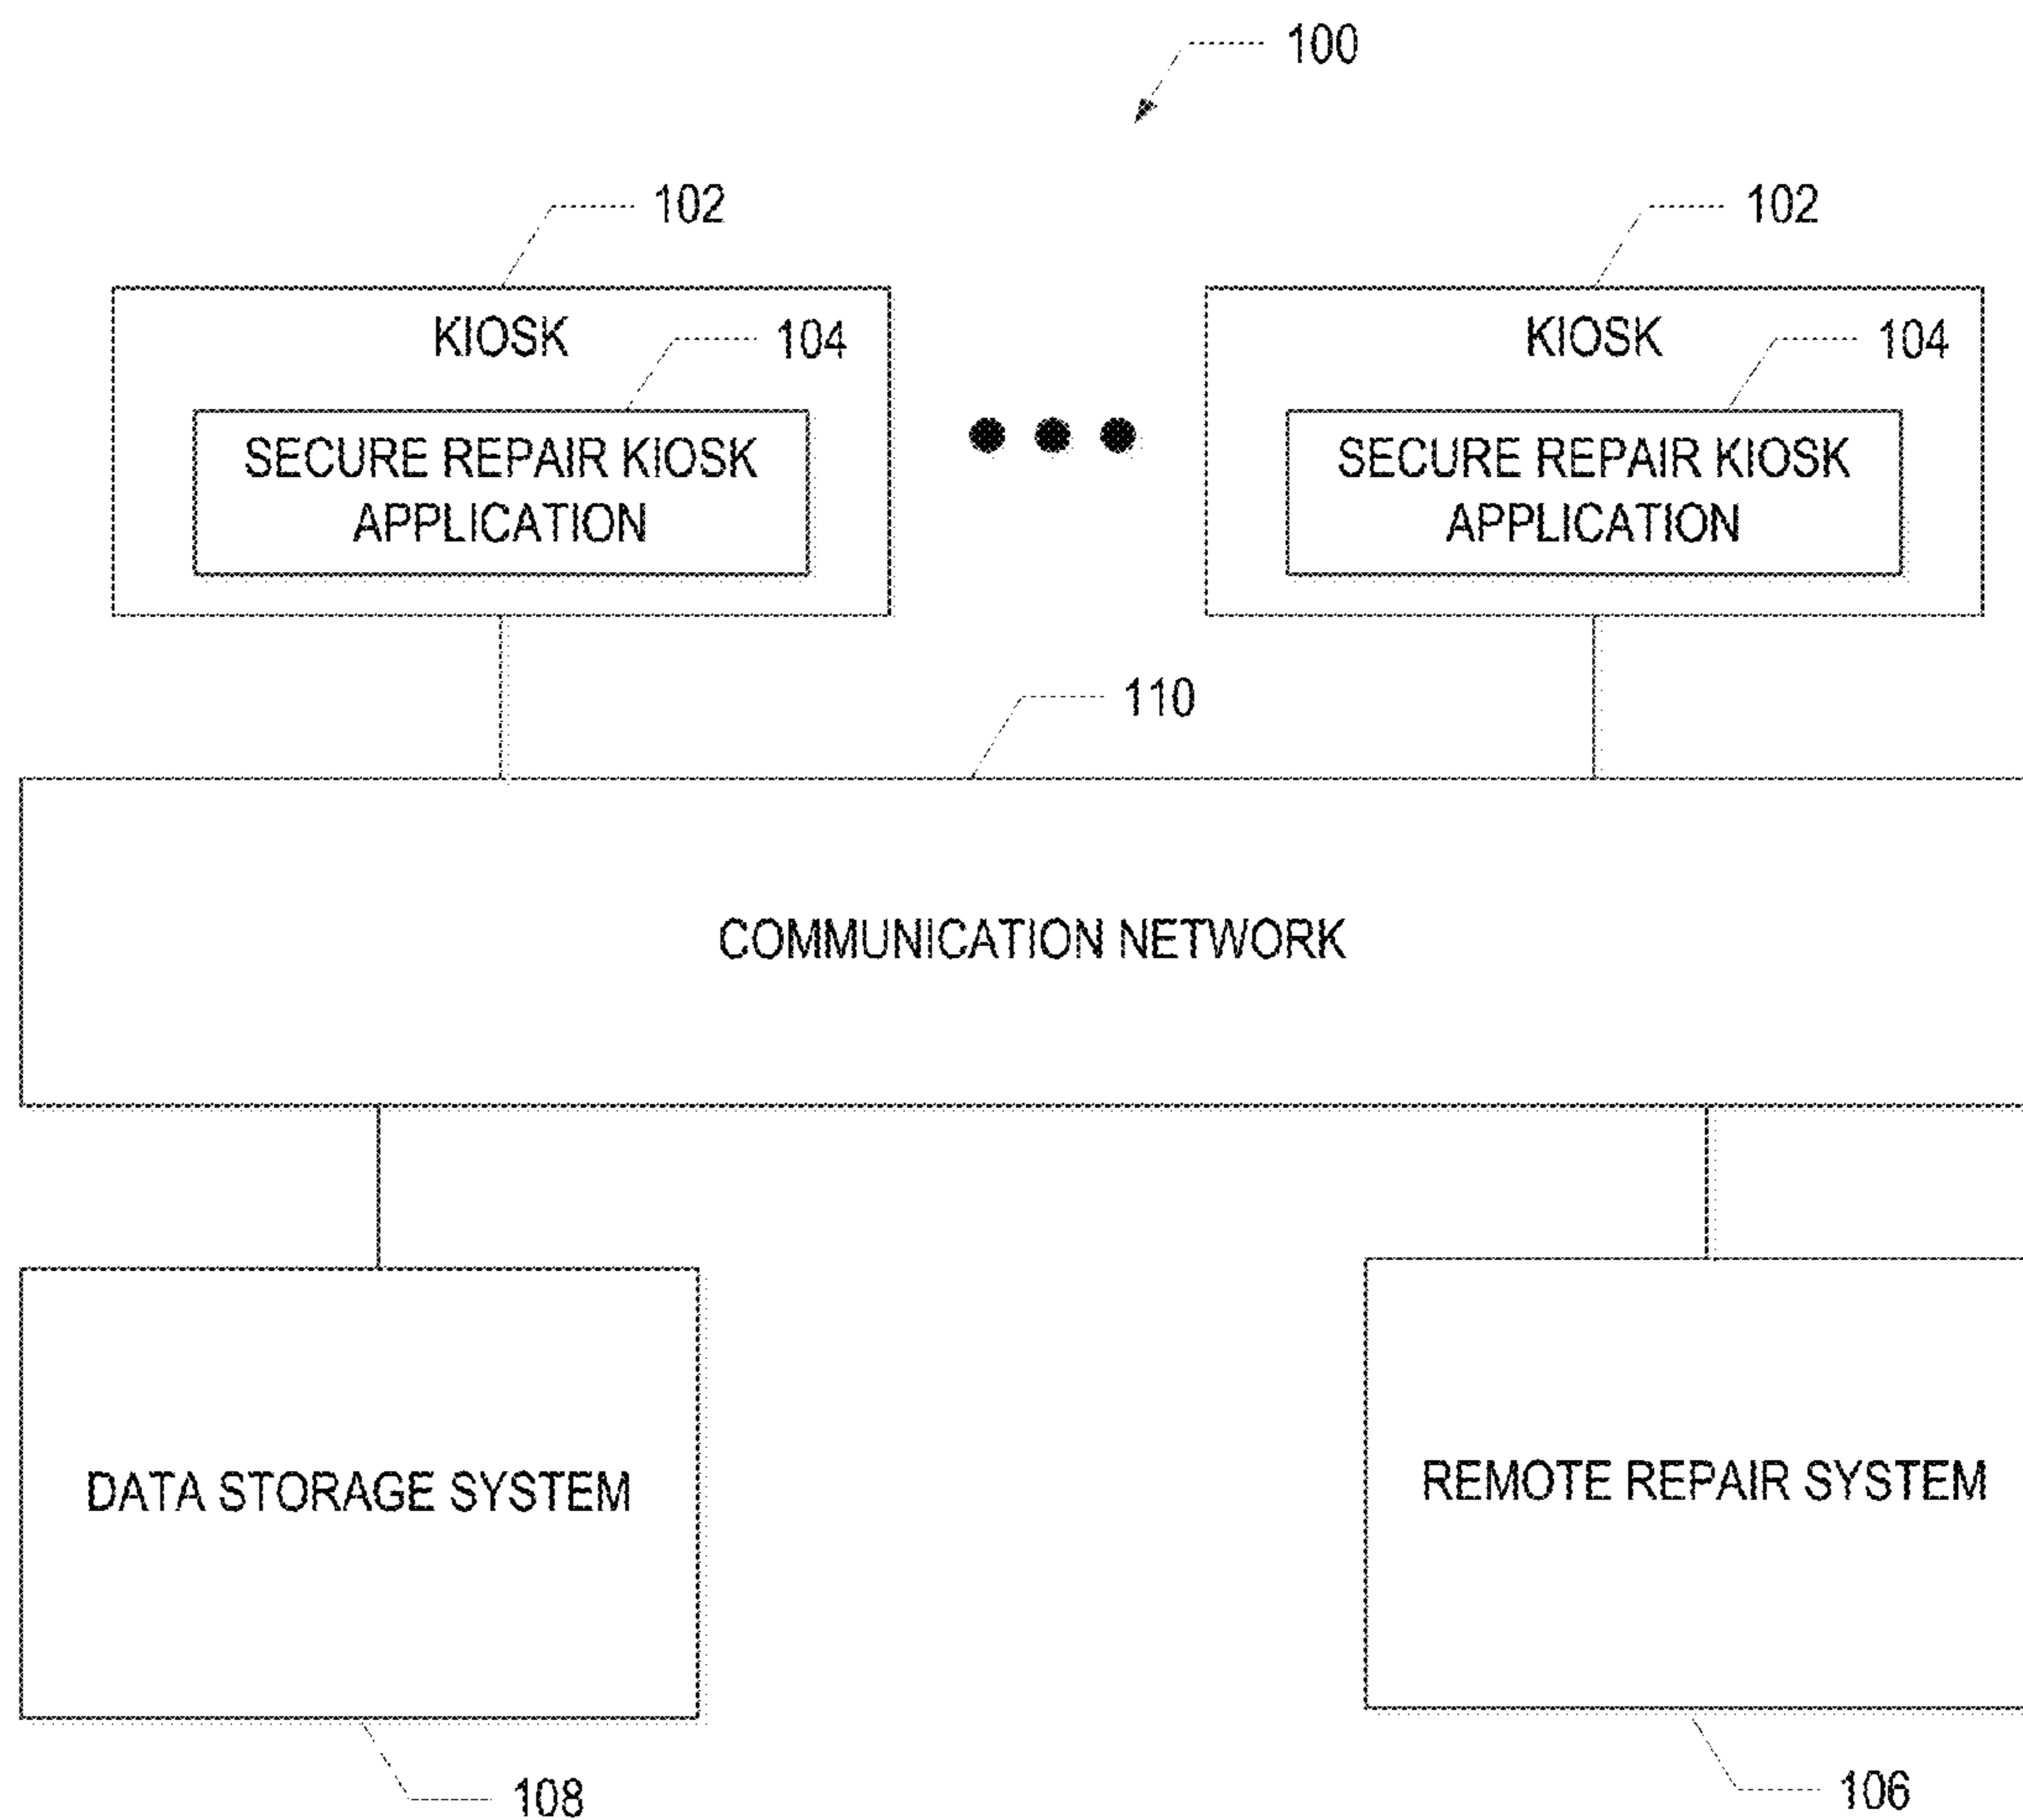 100
102
102
KIOSK
104
KIOSK
104
SECURE REPAIR KIOSK
APPLICATION
SECURE REPAIR KIOSK
APPLICATION
110
COMMUNICATION NETWORK
DATA STORAGE SYSTEM
REMOTE REPAIR SYSTEM
108
106